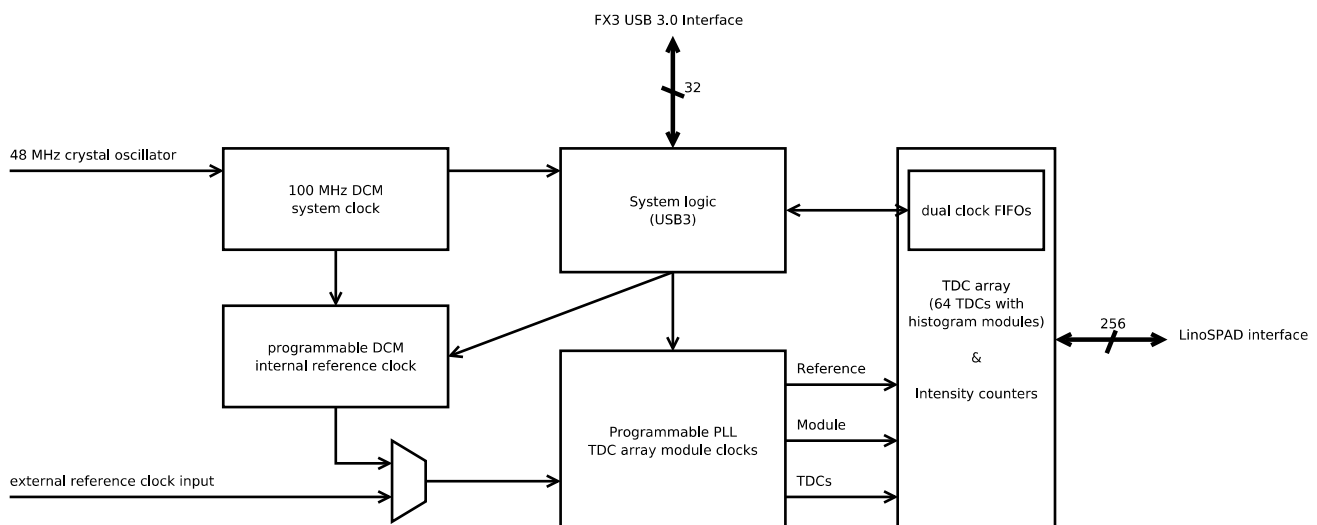 FX3 USB 3.0 Interface
32
48 MHz crystal oscillator
100 MHz DCM
system clock
System logic
(USB3)
dual clock FIFOs
TDC array
(64 TDCs with
histogram modules)
&
Intensity counters
256
LinoSPAD interface
programmable DCM
internal reference clock
Programmable PLL
TDC array module clocks
Reference
Module
TDCs
external reference clock input